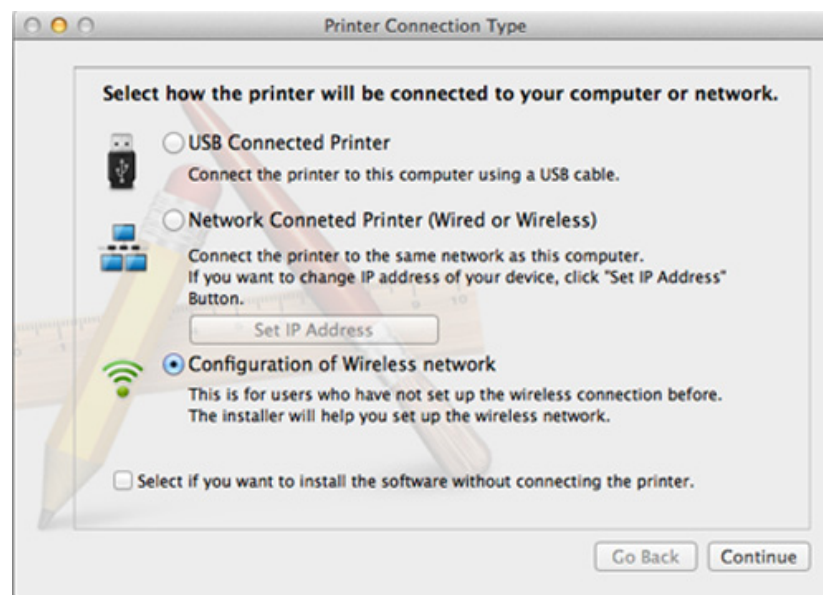 Printer Connection Type
Select how the printer will be connected to your computer or network.
USB Connected Printer
Connect the printer to this computer using a USB cable.
Network Conneted Printer (Wired or Wireless)
Connect the printer to the same network as this computer.
If you want to change IP address of your device, click "Set IP Address"
Button.
Set IP Address
Configuration of Wireless network
This is for users who have not set up the wireless connection before.
The installer will help you set up the wireless network.
Select if you want to install the software without connecting the printer.
Go Back
Continue